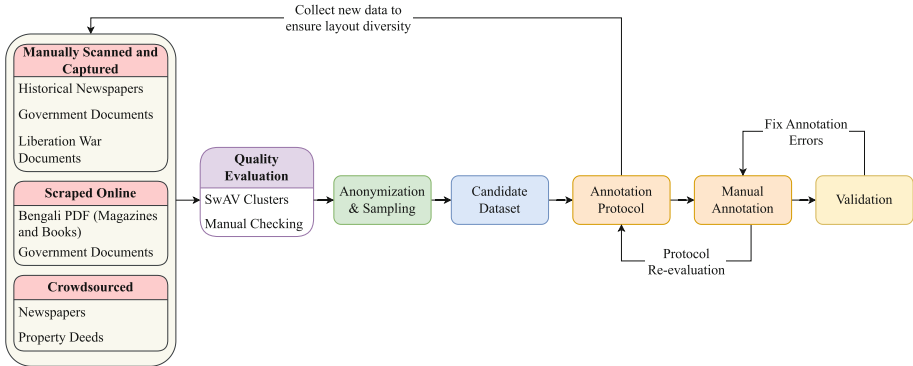 Collect new data to
ensure layout diversity
Manually Scanned and
Captured
Historical Newspapers
Government Documents
Liberation War
Documents
Scraped Online
Bengali PDF (Magazines
and Books)
Government Documents
Crowdsourced
Newspapers
Property Deeds
Quality
Evaluation
SwAV Clusters
Manual Checking
Anonymization
& Sampling
Candidate
Dataset
Annotation
Protocol
Manual
Annotation
Validation
Fix Annotation
Errors
Protocol
Re-evaluation